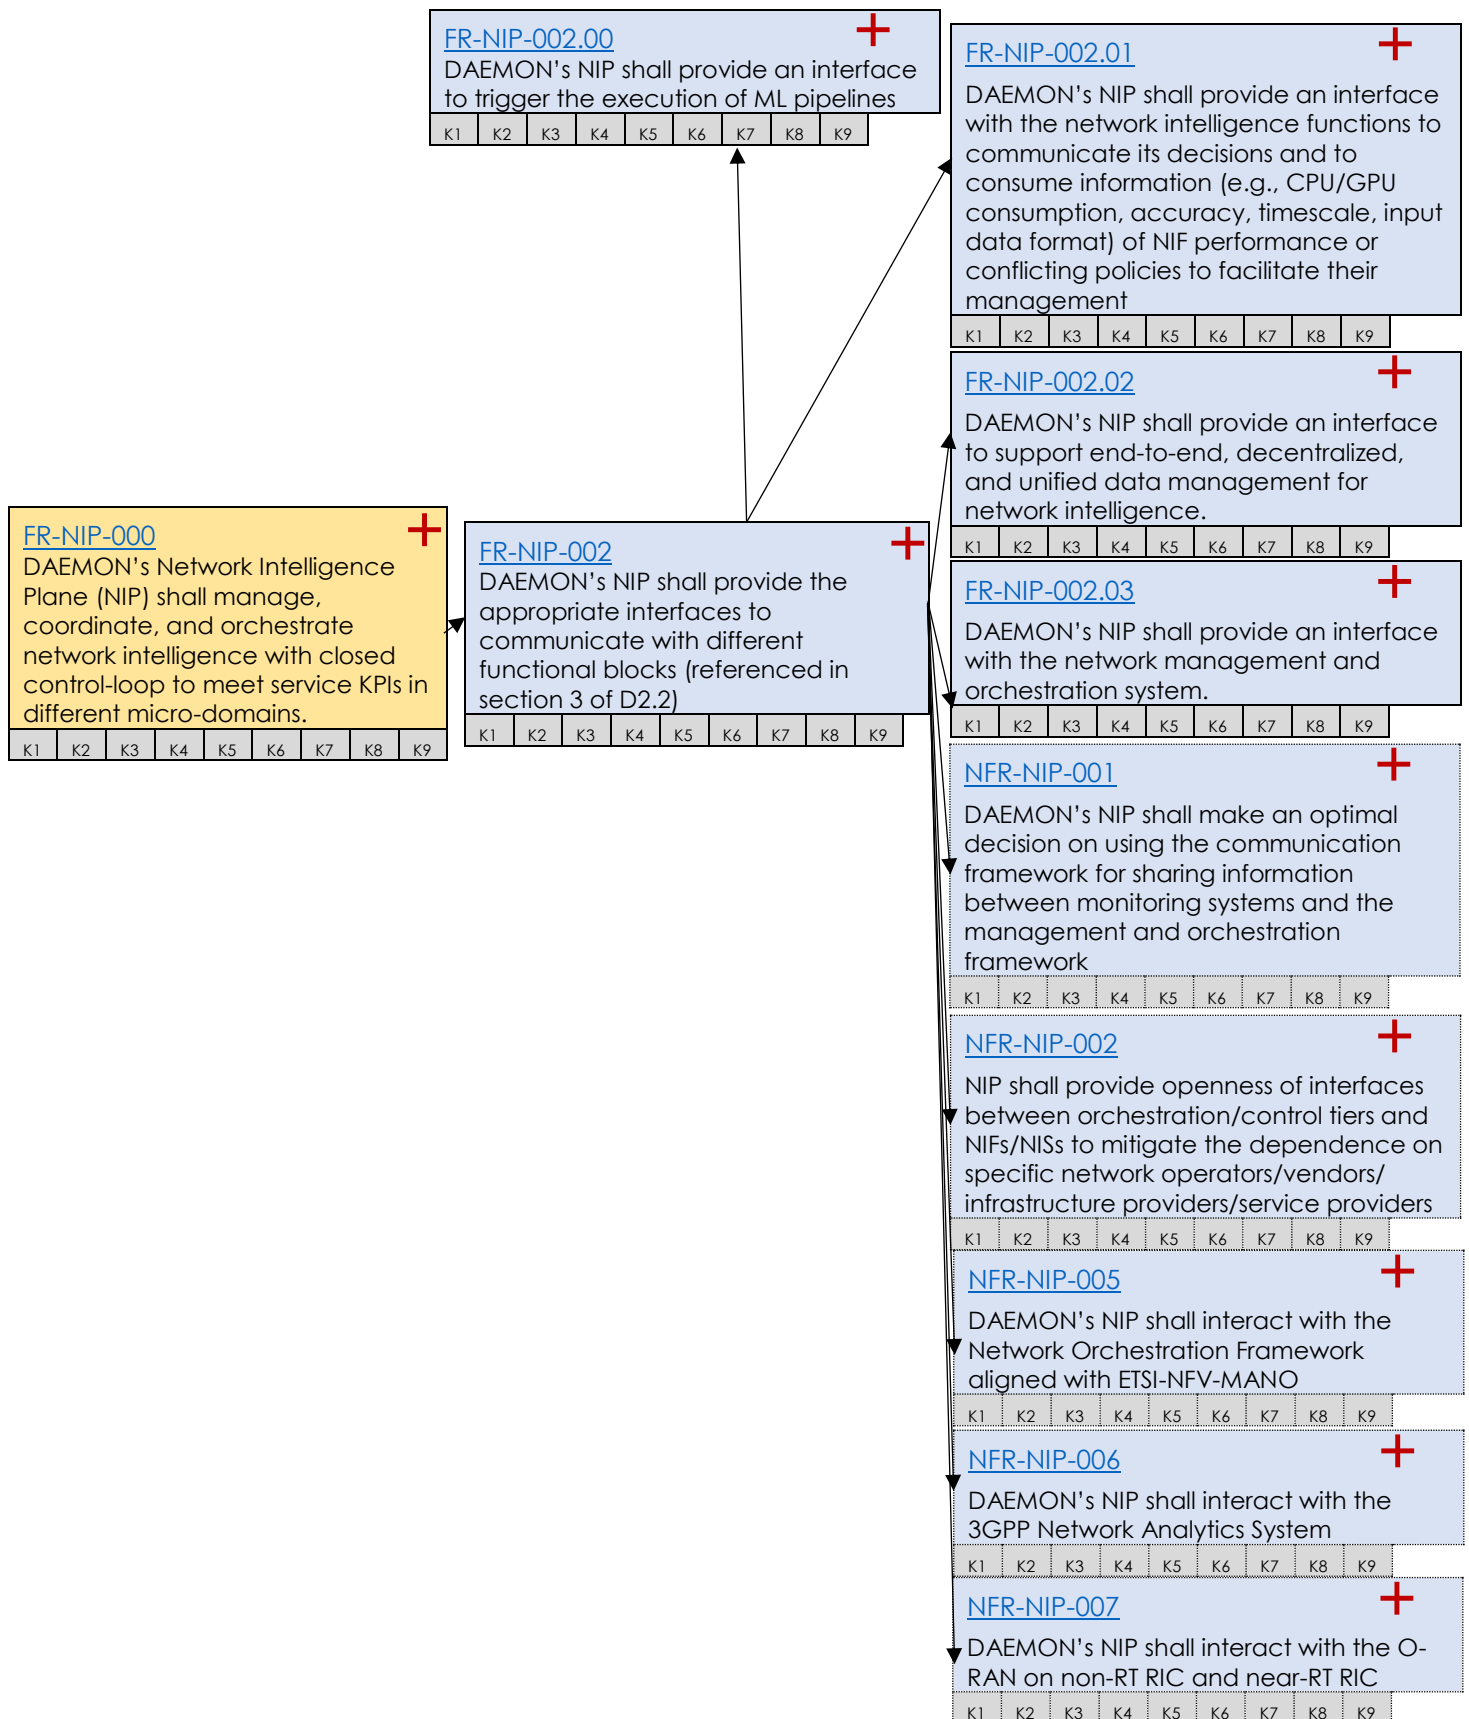 FR-NIP-002.00
DAEMON’s NIP shall provide an interface
to trigger the execution of ML pipelines
K1 K2 K3 K4 K5 K6 K7 K8 K9
FR-NIP-002.01
DAEMON’s NIP shall provide an interface
with the network intelligence functions to
communicate its decisions and to
consume information (e.g., CPU/GPU
consumption, accuracy, timescale, input
data format) of NIF performance or
conflicting policies to facilitate their
management
K1 K2 K3 K4 K5 K6 K7 K8 K9
FR-NIP-002.02
DAEMON’s NIP shall provide an interface
to support end-to-end, decentralized,
and unified data management for
network intelligence.
K1 K2 K3 K4 K5 K6 K7 K8 K9
FR-NIP-000
DAEMON’s Network Intelligence
Plane (NIP) shall manage,
coordinate, and orchestrate
network intelligence with closed
control-loop to meet service KPIs in
different micro-domains.
K1 K2 K3 K4 K5 K6 K7 K8 K9
FR-NIP-002
DAEMON’s NIP shall provide the
appropriate interfaces to
communicate with different
functional blocks (referenced in
section 3 of D2.2)
K1 K2 K3 K4 K5 K6 K7 K8 K9
FR-NIP-002.03
DAEMON’s NIP shall provide an interface
with the network management and
orchestration system.
K1 K2 K3 K4 K5 K6 K7 K8 K9
NFR-NIP-001
DAEMON’s NIP shall make an optimal
decision on using the communication
framework for sharing information
between monitoring systems and the
management and orchestration
framework
K1 K2 K3 K4 K5 K6 K7 K8 K9
NFR-NIP-002
NIP shall provide openness of interfaces
between orchestration/control tiers and
NIFs/NISs to mitigate the dependence on
specific network operators/vendors/
infrastructure providers/service providers
K1 K2 K3 K4 K5 K6 K7 K8 K9
NFR-NIP-005
DAEMON’s NIP shall interact with the
Network Orchestration Framework
aligned with ETSI-NFV-MANO
K1 K2 K3 K4 K5 K6 K7 K8 K9
NFR-NIP-006
DAEMON’s NIP shall interact with the
3GPP Network Analytics System
K1 K2 K3 K4 K5 K6 K7 K8 K9
NFR-NIP-007
DAEMON’s NIP shall interact with the O-
RAN on non-RT RIC and near-RT RIC
K1 K2 K3 K4 K5 K6 K7 K8 K9